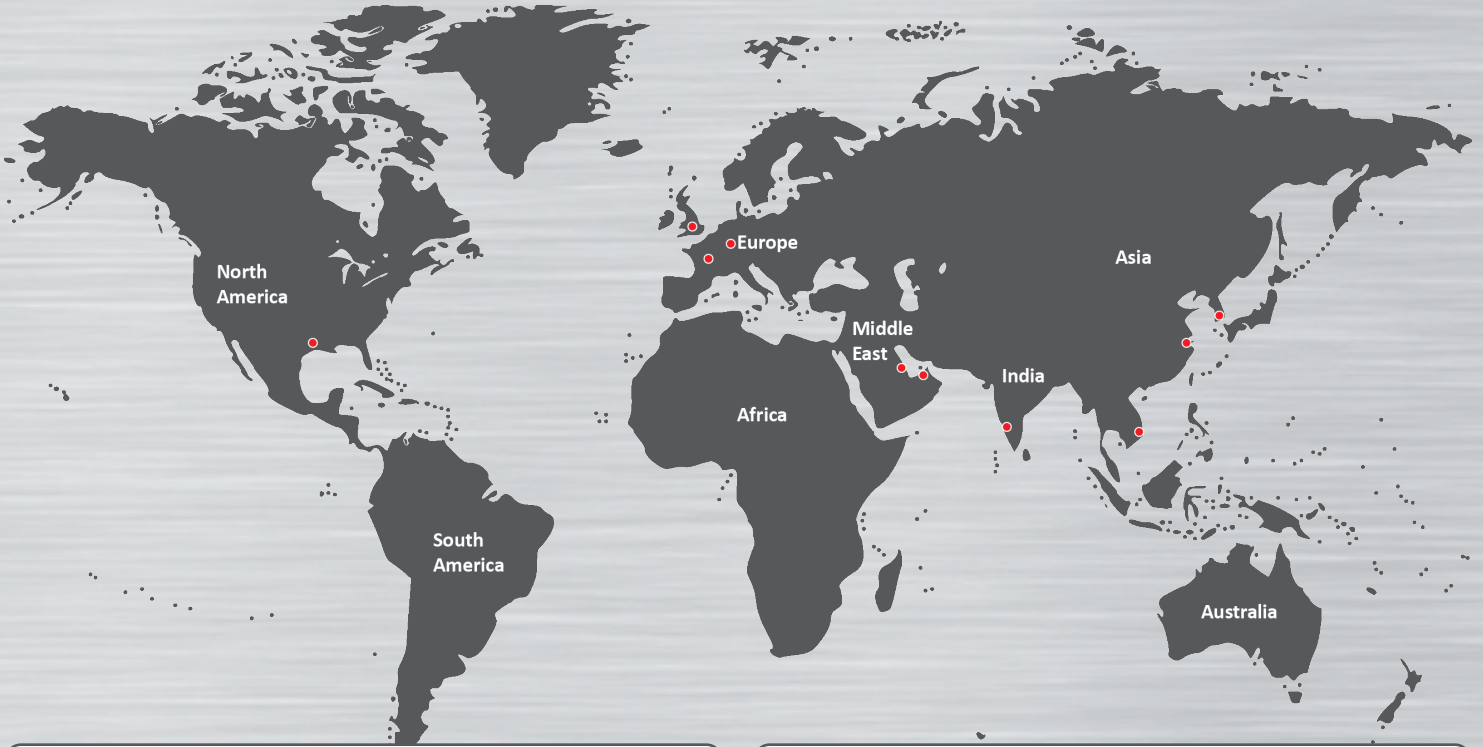 North
America
Europe
Asia
Middle
East
India
Africa
South
America
Australia